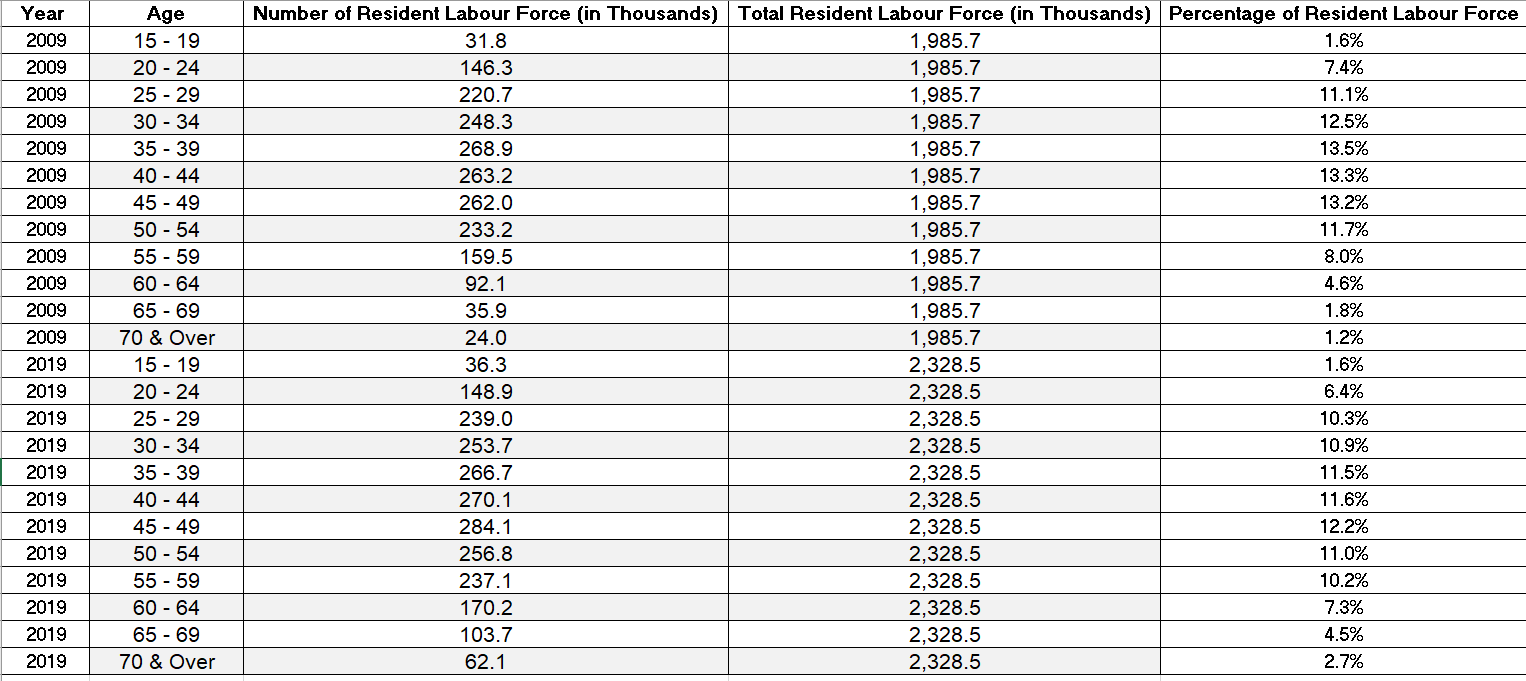 Year Age Number of Resident Labour Force (in Thousands) Total Resident Labour Force (in Thousands) Percentage of Resident Labour Force
2009 15 - 19 31.8 1,985.7 1.6%
2009 20 - 24 146.3 1,985.7 7.4%
2009 25 - 29 220.7 1,985.7 11.1%
2009 30 - 34 248.3 1,985.7 12.5%
2009 35 - 39 268.9 1,985.7 13.5%
2009 40 - 44 263.2 1,985.7 13.3%
2009 45 - 49 262.0 1,985.7 13.2%
2009 50 - 54 233.2 1,985.7 11.7%
2009 55 - 59 159.5 1,985.7 8.0%
2009 60 - 64 92.1 1,985.7 4.6%
2009 65 - 69 35.9 1,985.7 1.8%
2009 70 & Over 24.0 1,985.7 1.2%
2019 15 - 19 36.3 2,328.5 1.6%
2019 20 - 24 148.9 2,328.5 6.4%
2019 25 - 29 239.0 2,328.5 10.3%
2019 30 - 34 253.7 2,328.5 10.9%
2019 35 - 39 266.7 2,328.5 11.5%
2019 40 - 44 270.1 2,328.5 11.6%
2019 45 - 49 284.1 2,328.5 12.2%
2019 50 - 54 256.8 2,328.5 11.0%
2019 55 - 59 237.1 2,328.5 10.2%
2019 60 - 64 170.2 2,328.5 7.3%
2019 65 - 69 103.7 2,328.5 4.5%
2019 70 & Over 62.1 2,328.5 2.7%